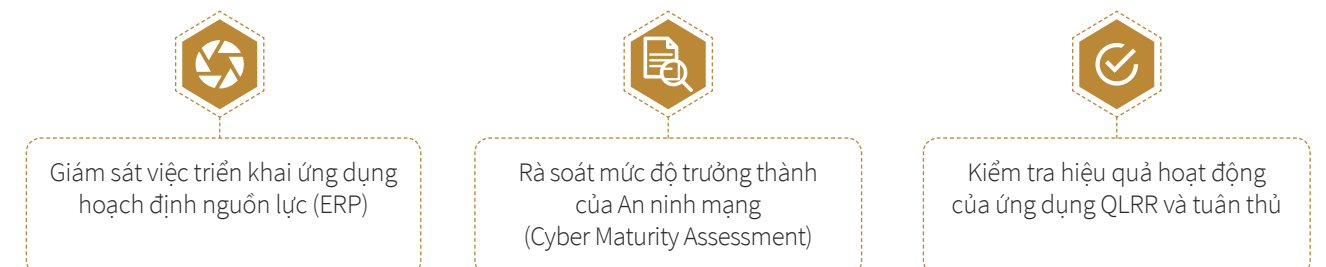 Giám sát việc triển khai ứng dụng
hoạch định nguồn lực (ERP)
Rà soát mức độ trưởng thành
của An ninh mạng
(Cyber Maturity Assessment)
Kiểm tra hiệu quả hoạt động
của ứng dụng QLRR và tuân thủ